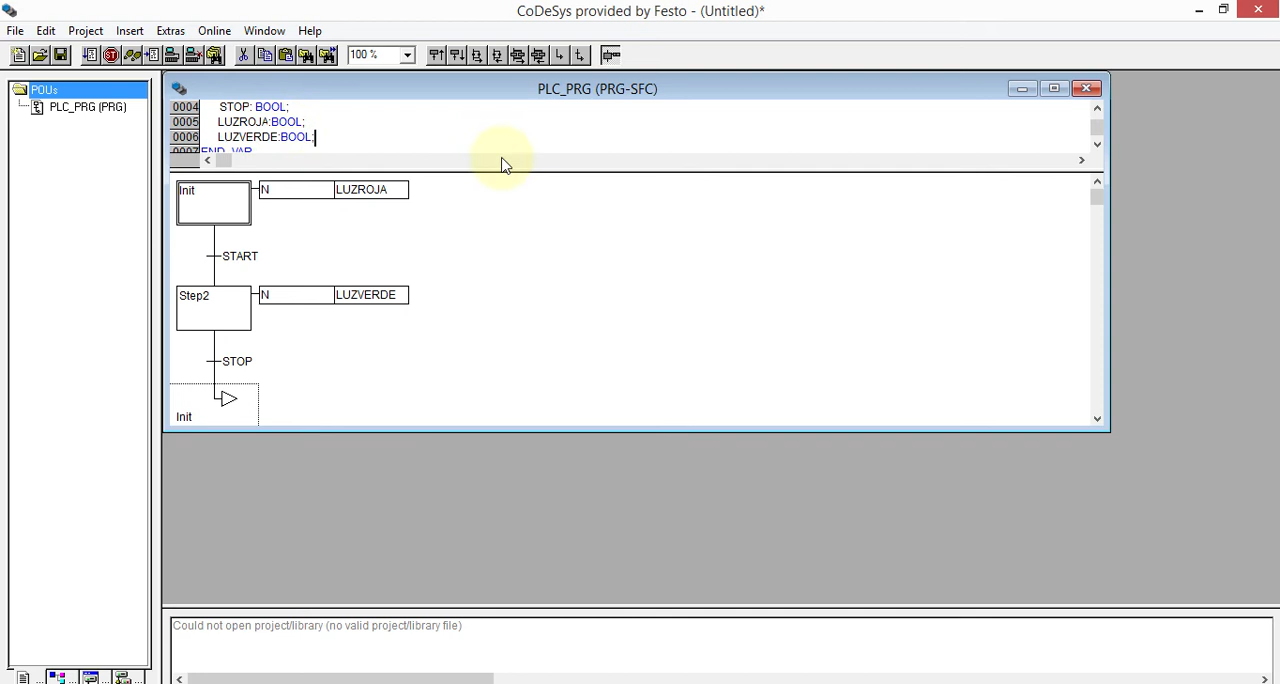 CoDeSys provided by Festo - (Untitled)*
File Edit Project Insert Extras Online Window Help
100 %
POUs
PLC_PRG (PRG)
PLC_PRG (PRG-SFC)
0004 STOP: BOOL;
0005 LUZROJA:BOOL;
0006 LUZVERDE:BOOL;
0007 END_VAR
Init N LUZROJA
START
Step2 N LUZVERDE
STOP
Init
Could not open project/library (no valid project/library file)